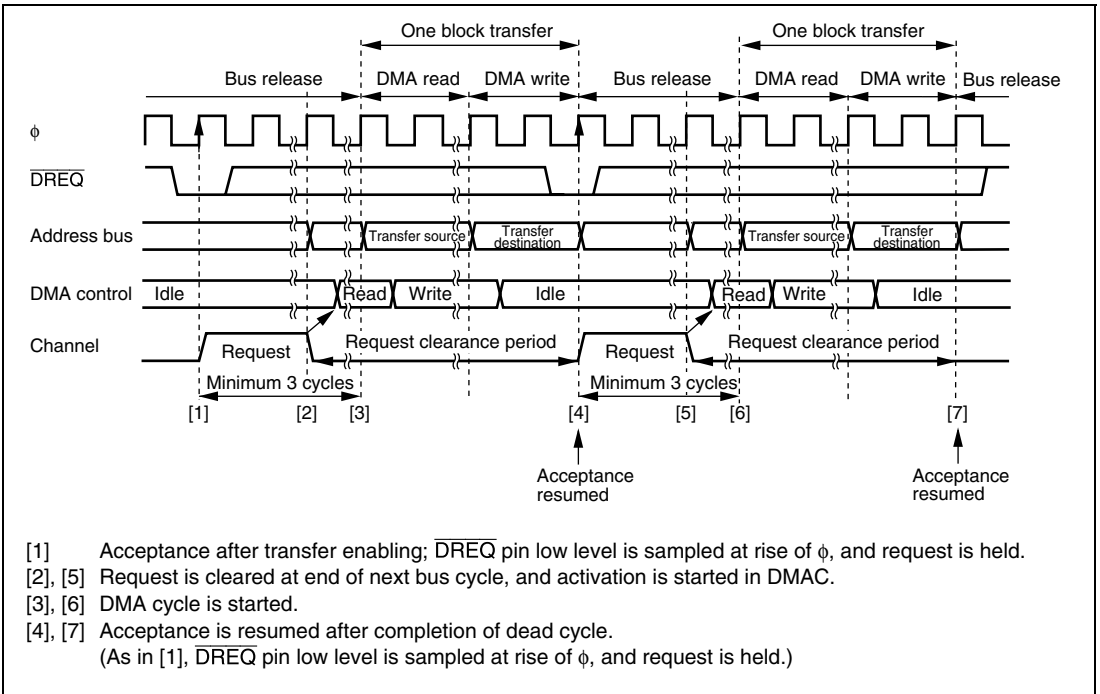 One block transfer One block transfer
Bus release DMA read DMA write Bus release DMA read DMA write Bus release
φ
DREQ
Address bus Transfer source Transfer destination Transfer source Transfer destination
DMA control Idle Read Write Idle Read Write Idle
Channel Request Request clearance period Request Request clearance period
Minimum 3 cycles Minimum 3 cycles
[1] [2] [3] [4] [5] [6] [7]
Acceptance resumed Acceptance resumed
[1] Acceptance after transfer enabling; DREQ pin low level is sampled at rise of φ, and request is held.
[2], [5] Request is cleared at end of next bus cycle, and activation is started in DMAC.
[3], [6] DMA cycle is started.
[4], [7] Acceptance is resumed after completion of dead cycle.
(As in [1], DREQ pin low level is sampled at rise of φ, and request is held.)